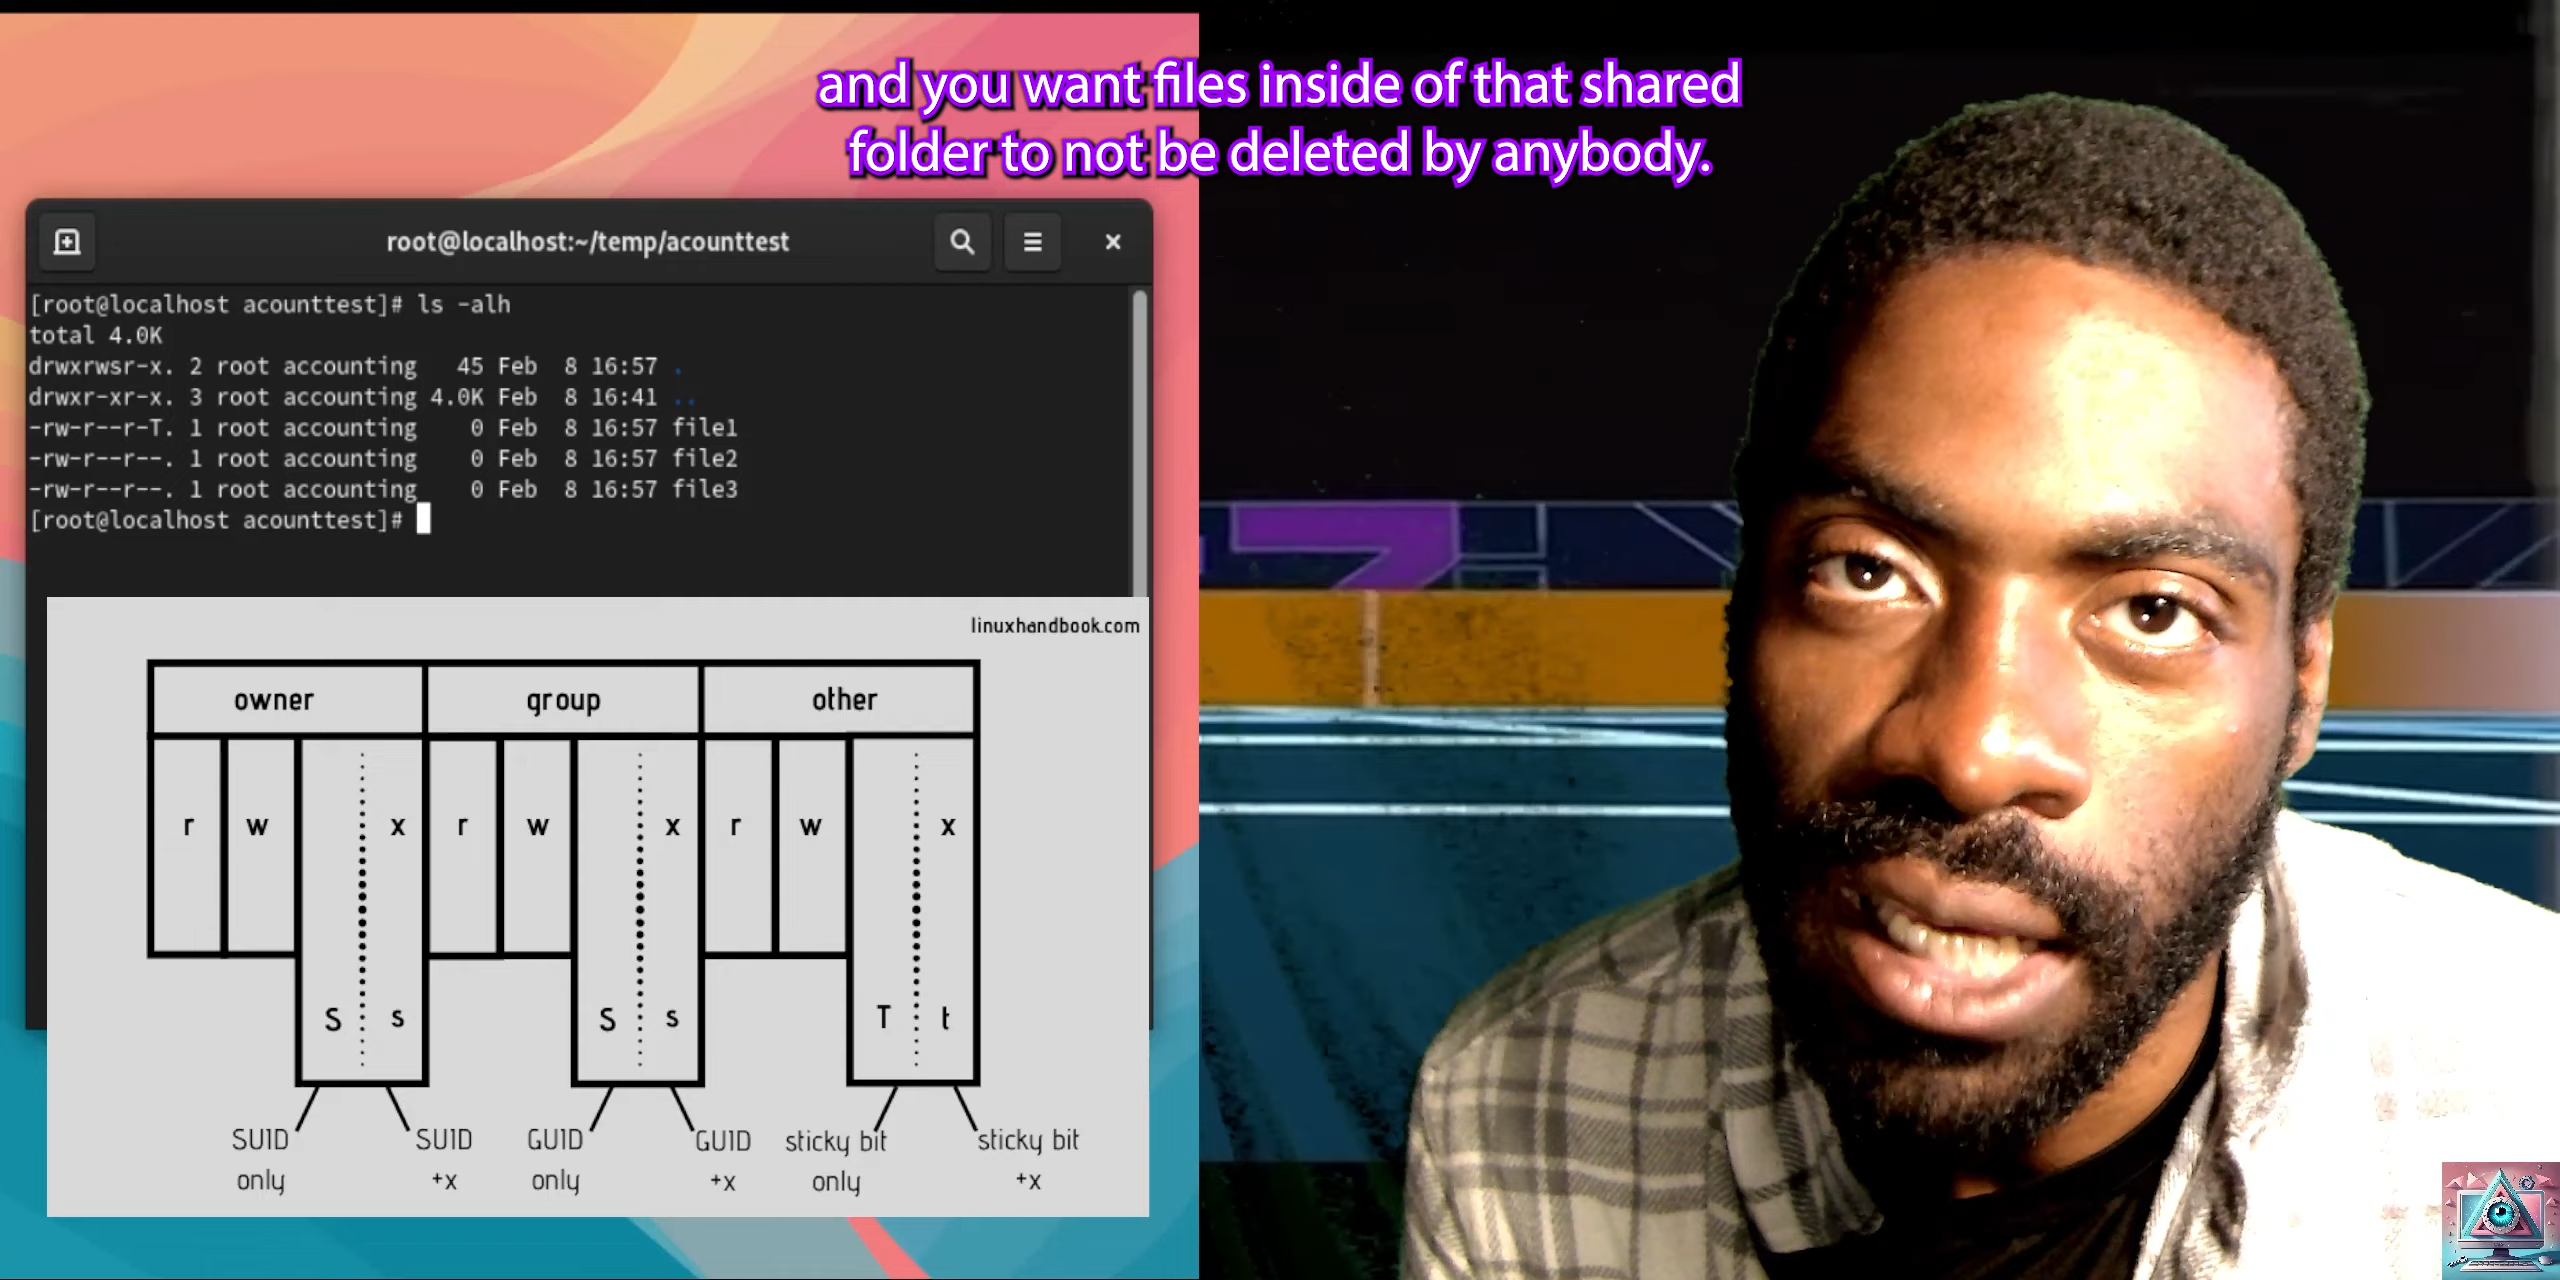 and you want files inside of that shared
folder to not be deleted by anybody.
root@localhost:~/temp/acounttest
[root@localhost acounttest]# ls -alh
total 4.0K
drwxrwsr-x. 2 root accounting   45 Feb  8 16:57 .
drwxr-xr-x. 3 root accounting 4.0K Feb  8 16:41 ..
-rw-r--r-T. 1 root accounting    0 Feb  8 16:57 file1
-rw-r--r--. 1 root accounting    0 Feb  8 16:57 file2
-rw-r--r--. 1 root accounting    0 Feb  8 16:57 file3
[root@localhost acounttest]#
linuxhandbook.com
owner group other
r w x r w x r w x
S s S s T t
SUID only SUID +x GUID only GUID +x sticky bit only sticky bit +x